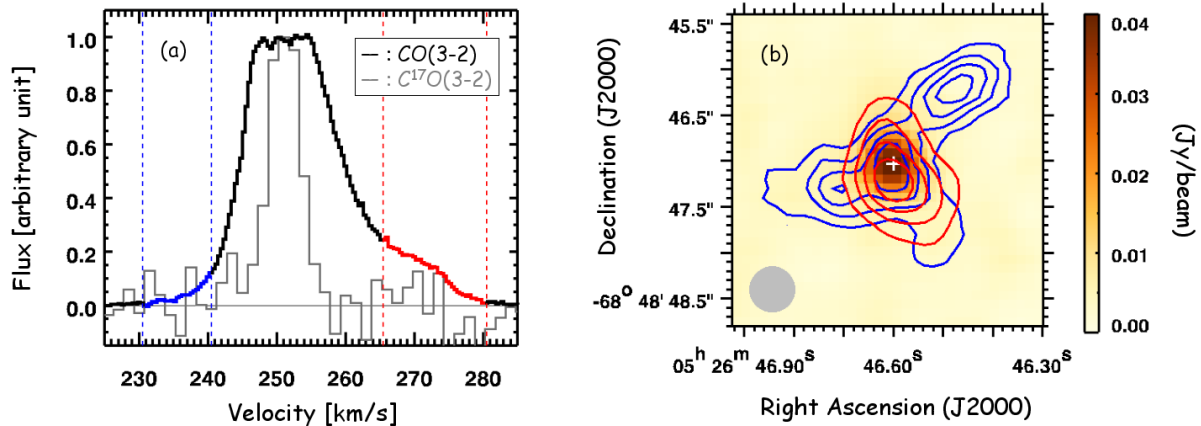 (a)
— : CO(3-2)
— : C¹⁷O(3-2)
Flux [arbitrary unit]
1.0
0.8
0.6
0.4
0.2
0.0
230 240 250 260 270 280
Velocity [km/s]
(b)
Declination (J2000)
45.5"
46.5"
47.5"
-68° 48' 48.5"
05ʰ 26ᵐ 46.90ˢ 46.60ˢ 46.30ˢ
Right Ascension (J2000)
0.04
0.03
0.02
0.01
0.00
(Jy/beam)